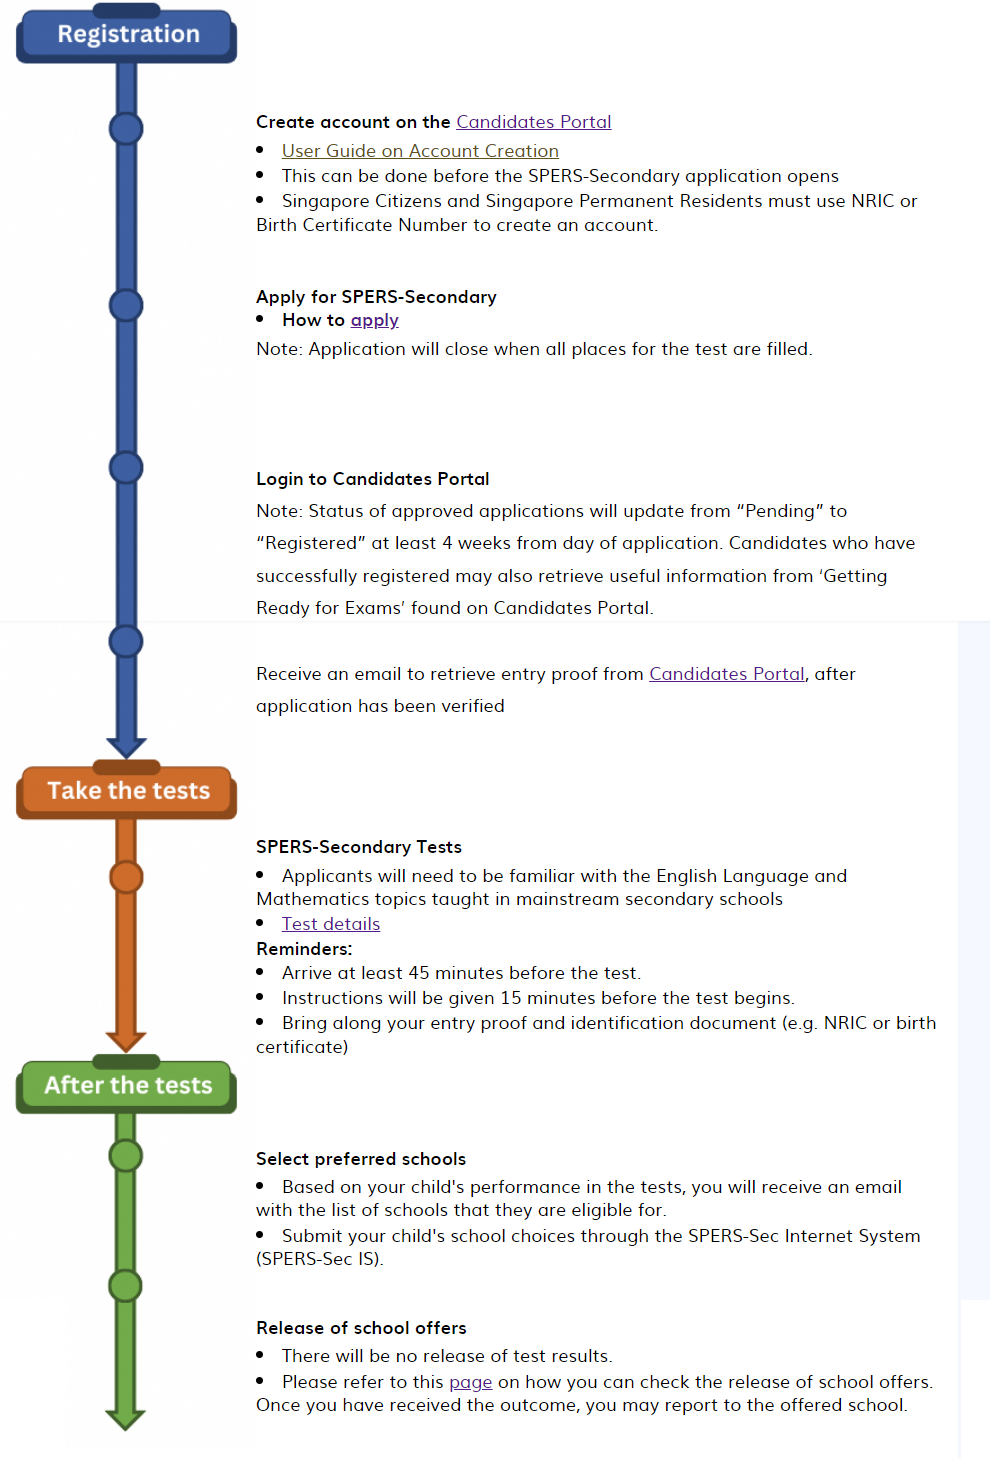 Registration
Create account on the Candidates Portal
• User Guide on Account Creation
• This can be done before the SPERS-Secondary application opens
• Singapore Citizens and Singapore Permanent Residents must use NRIC or
Birth Certificate Number to create an account.
Apply for SPERS-Secondary
• How to apply
Note: Application will close when all places for the test are filled.
Login to Candidates Portal
Note: Status of approved applications will update from “Pending” to
“Registered” at least 4 weeks from day of application. Candidates who have
successfully registered may also retrieve useful information from ‘Getting
Ready for Exams’ found on Candidates Portal.
Receive an email to retrieve entry proof from Candidates Portal, after
application has been verified
Take the tests
SPERS-Secondary Tests
• Applicants will need to be familiar with the English Language and
Mathematics topics taught in mainstream secondary schools
• Test details
Reminders:
• Arrive at least 45 minutes before the test.
• Instructions will be given 15 minutes before the test begins.
• Bring along your entry proof and identification document (e.g. NRIC or birth
certificate)
After the tests
Select preferred schools
• Based on your child's performance in the tests, you will receive an email
with the list of schools that they are eligible for.
• Submit your child's school choices through the SPERS-Sec Internet System
(SPERS-Sec IS).
Release of school offers
• There will be no release of test results.
• Please refer to this page on how you can check the release of school offers.
Once you have received the outcome, you may report to the offered school.